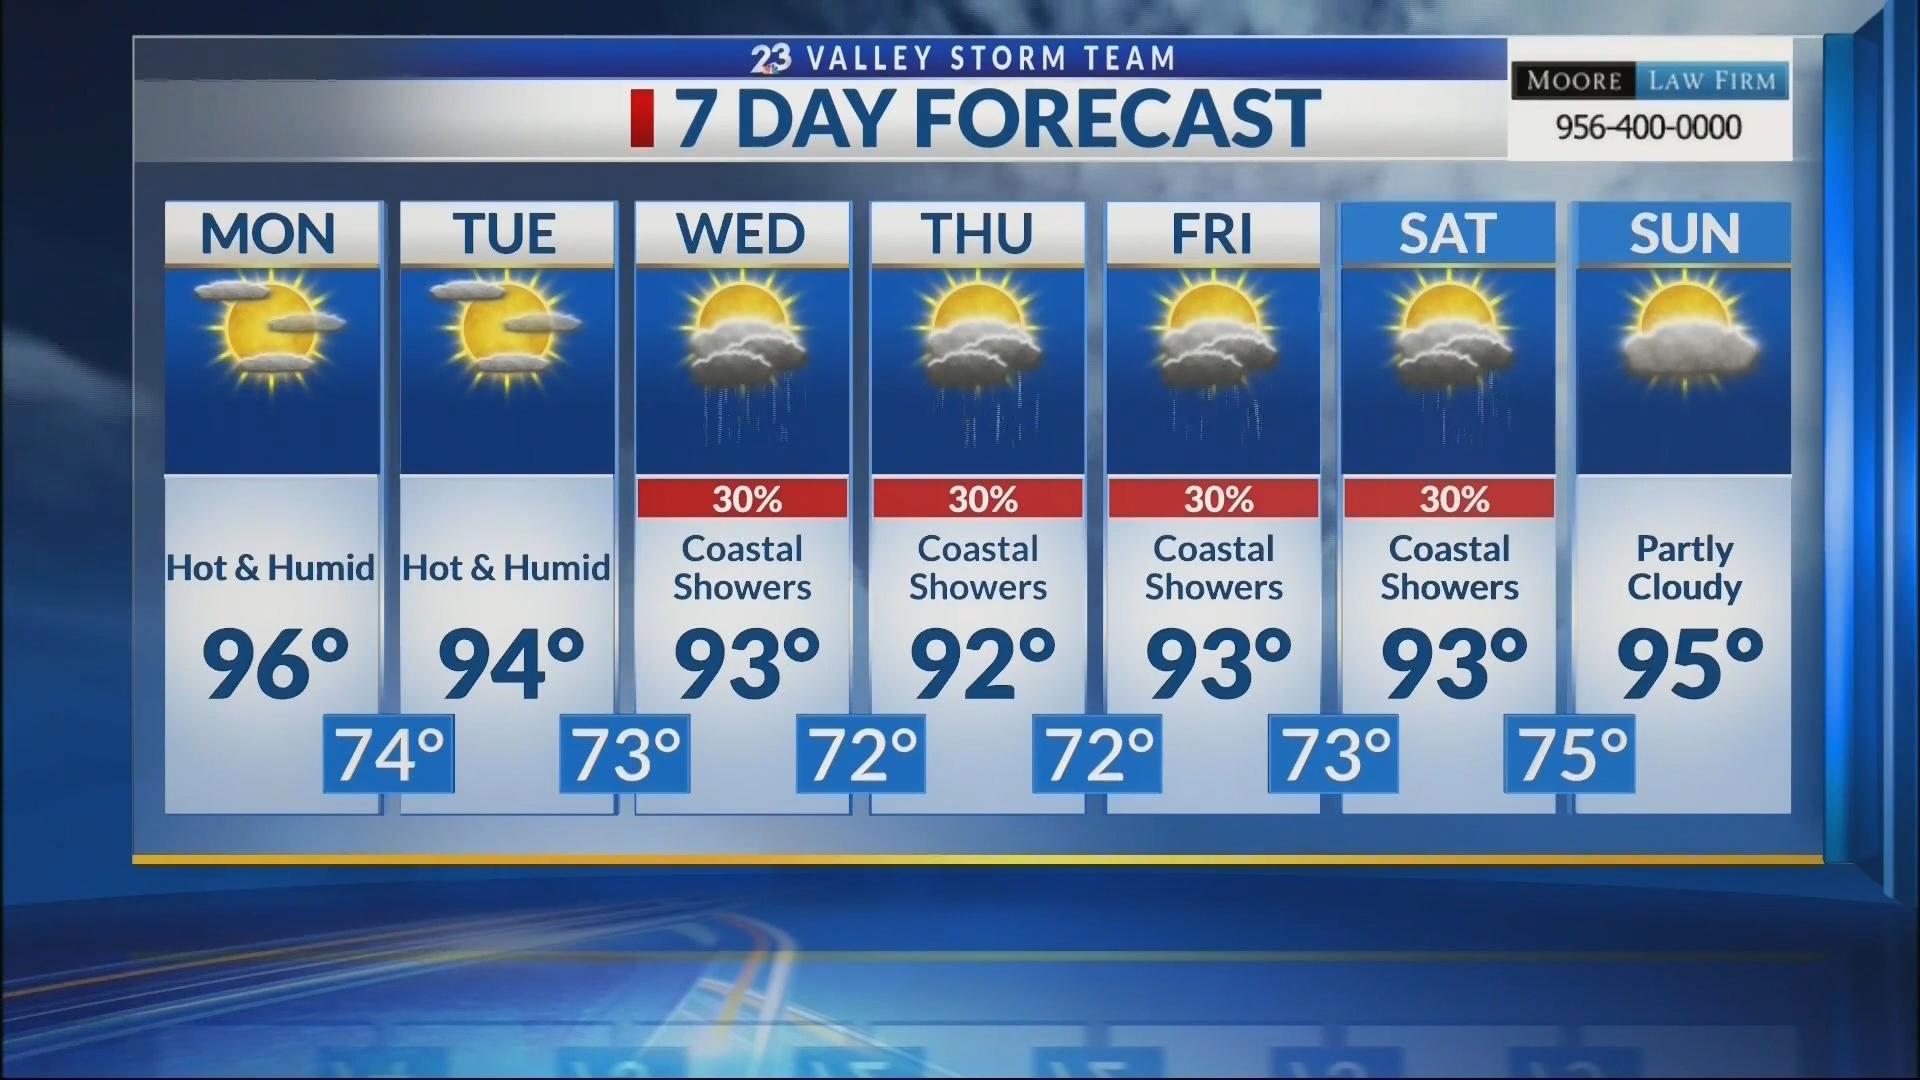 23 VALLEY STORM TEAM
7 DAY FORECAST
MOORE LAW FIRM
956-400-0000
MON TUE WED THU FRI SAT SUN
30% 30% 30% 30%
Hot & Humid Hot & Humid Coastal Showers Coastal Showers Coastal Showers Coastal Showers Partly Cloudy
96° 94° 93° 92° 93° 93° 95°
74° 73° 72° 72° 73° 75°